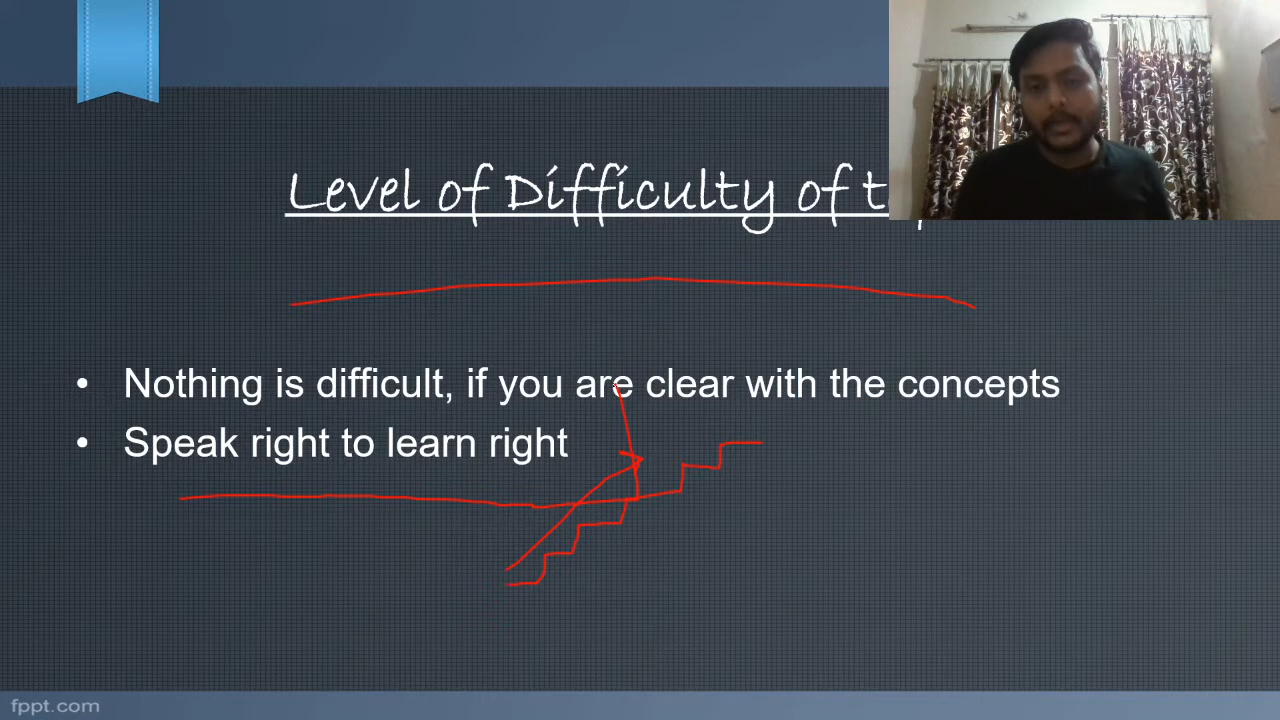 Level of Difficulty of
• Nothing is difficult, if you are clear with the concepts
• Speak right to learn right
fppt.com